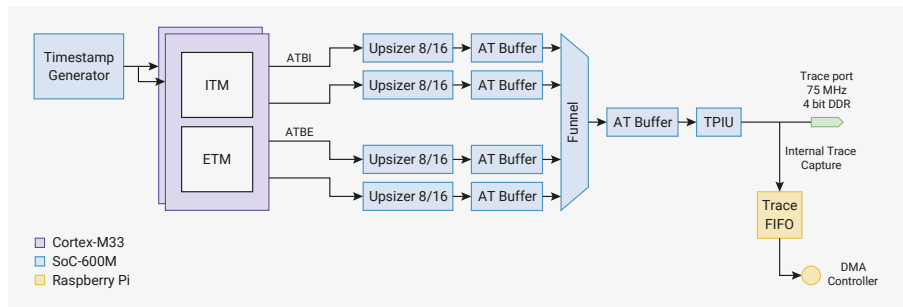 Timestamp
Generator
ITM
ETM
ATBI
ATBE
Upsizer 8/16
AT Buffer
Upsizer 8/16
AT Buffer
Upsizer 8/16
AT Buffer
Upsizer 8/16
AT Buffer
Funnel
AT Buffer
TPIU
Trace port
75 MHz
4 bit DDR
Internal Trace
Capture
Trace
FIFO
DMA
Controller
Cortex-M33
SoC-600M
Raspberry Pi